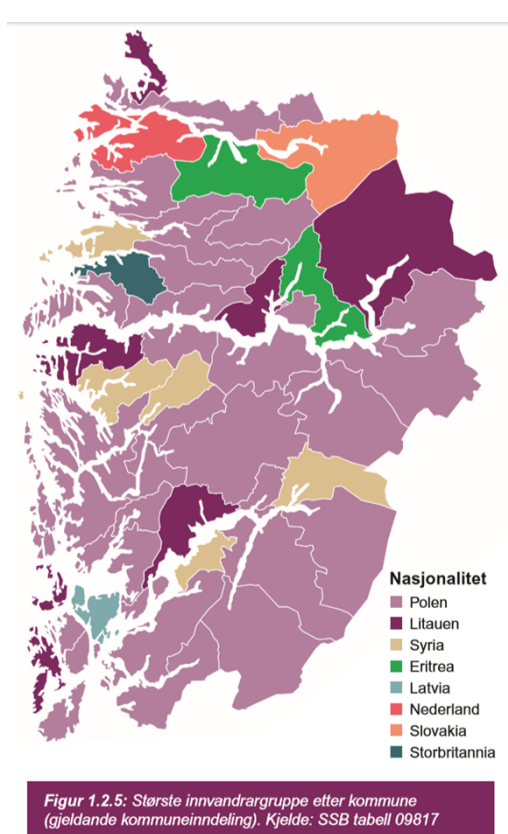 Nasjonalitet
Polen
Litauen
Syria
Eritrea
Latvia
Nederland
Slovakia
Storbritannia
Figur 1.2.5: Største innvandrargruppe etter kommune
(gjeldande kommuneinndeling). Kjelde: SSB tabell 09817